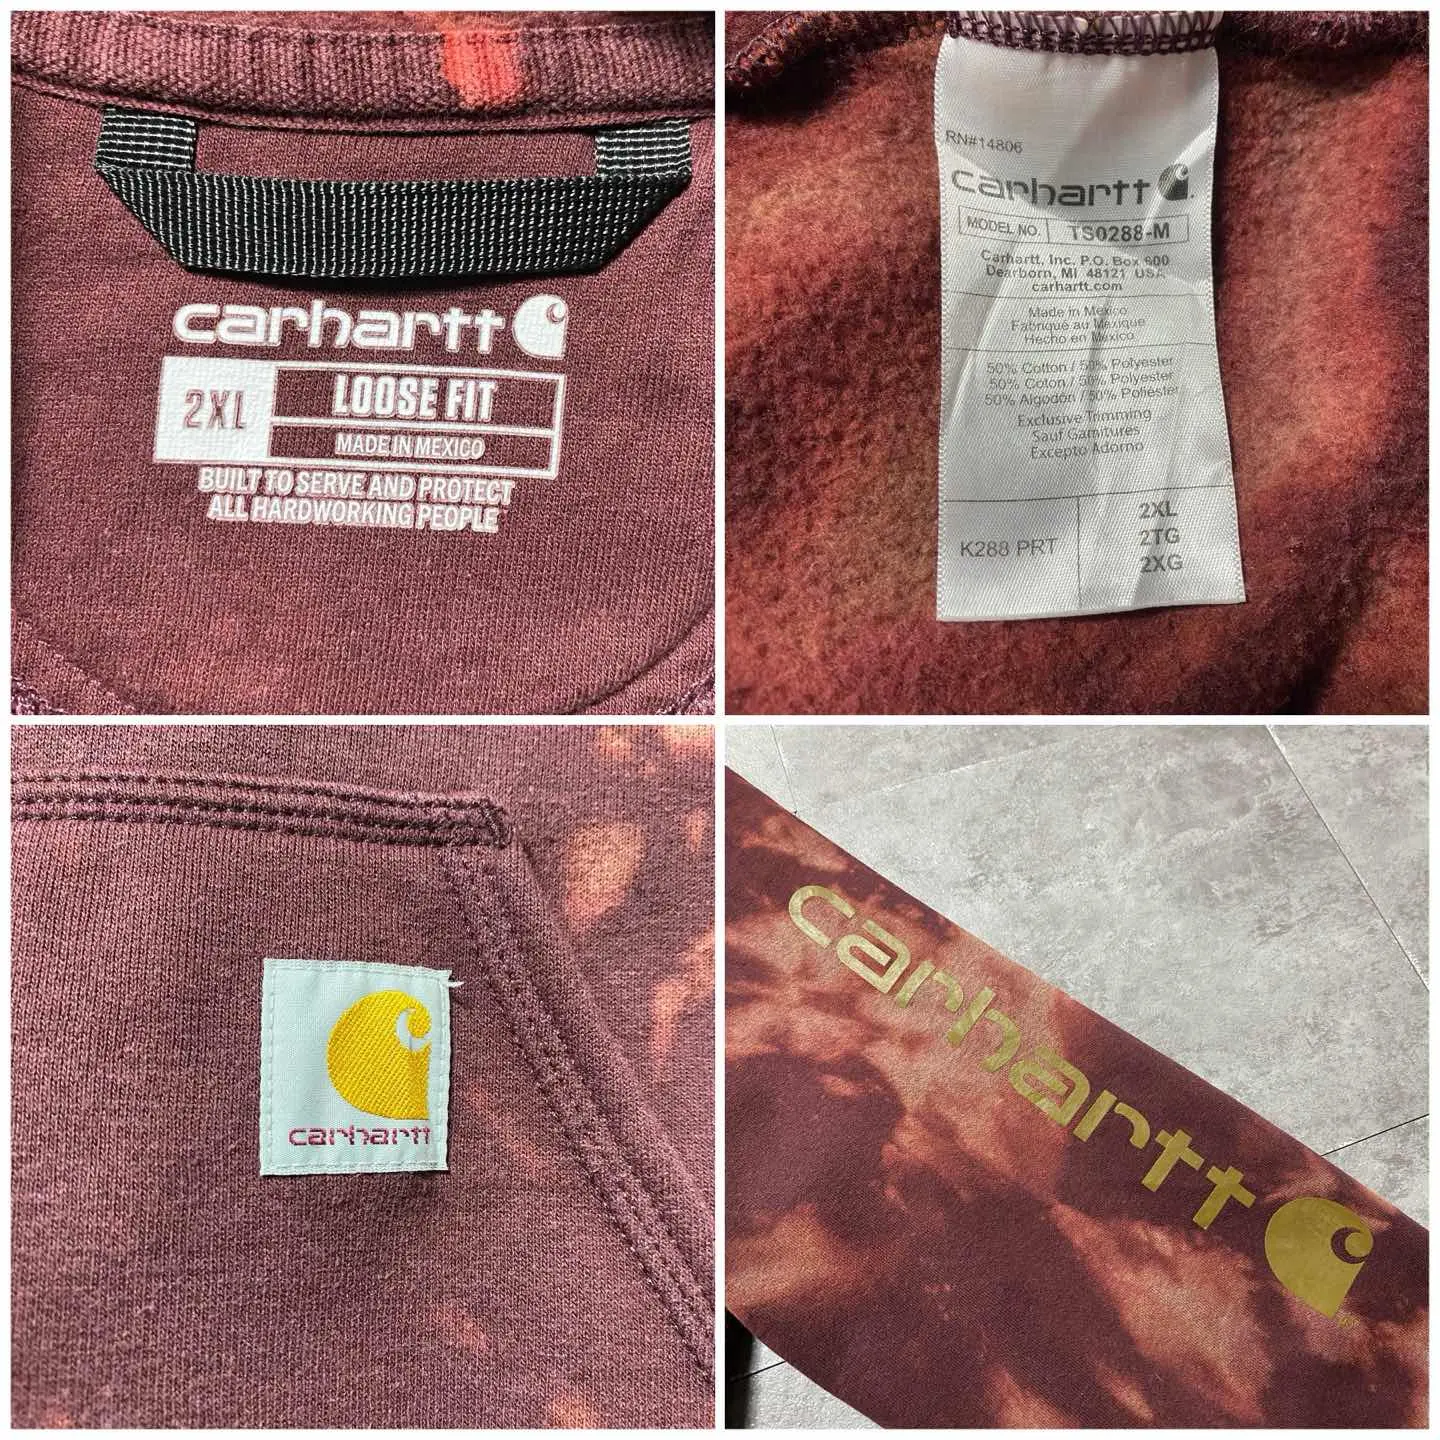 carhartt
2XL
LOOSE FIT
MADE IN MEXICO
BUILT TO SERVE AND PROTECT
ALL HARDWORKING PEOPLE
RN#14806
carhartt
MODEL NO. TS0288-M
Carhartt, Inc. P.O. Box 600
Dearborn, MI 48121 USA
carhartt.com
Made in Mexico
Fabriqué au Mexique
Hecho en México
50% Cotton / 50% Polyester
50% Coton / 50% Polyester
50% Algodón / 50% Poliester
Exclusive Trimming
Sauf Garnitures
Excepto Adorno
K288 PRT
2XL
2TG
2XG
carhartt
carhartt